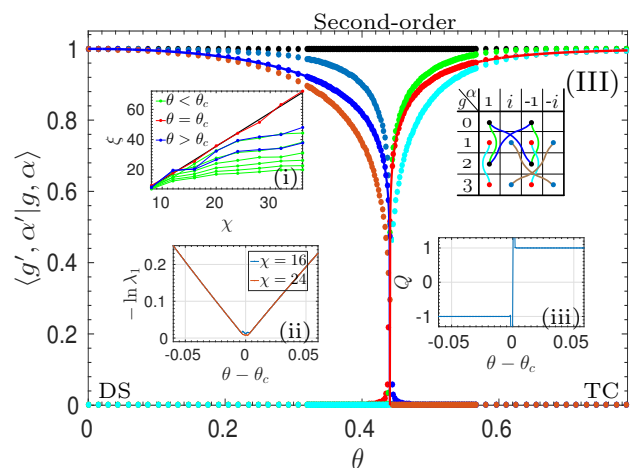 Second-order
⟨g′, α′|g, α⟩
1
0.8
0.6
0.4
0.2
0
0
0.2
0.4
0.6
θ
DS
TC
(III)
ξ
60
40
20
10
20
30
χ
θ < θc
θ = θc
θ > θc
(i)
g
α
1 i -1 -i
0
1
2
3
− ln λ1
0.2
0.1
0
-0.05
0
0.05
θ − θc
−χ = 16
−χ = 24
(ii)
Q
1
0
-1
-0.05
0
0.05
θ − θc
(iii)